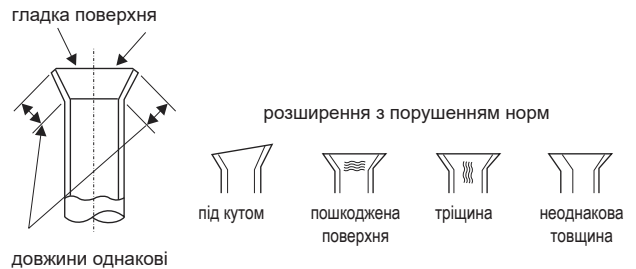 гладка поверхня
розширення з порушенням норм
під кутом
пошкоджена
поверхня
тріщина
неоднакова
товщина
довжини однакові